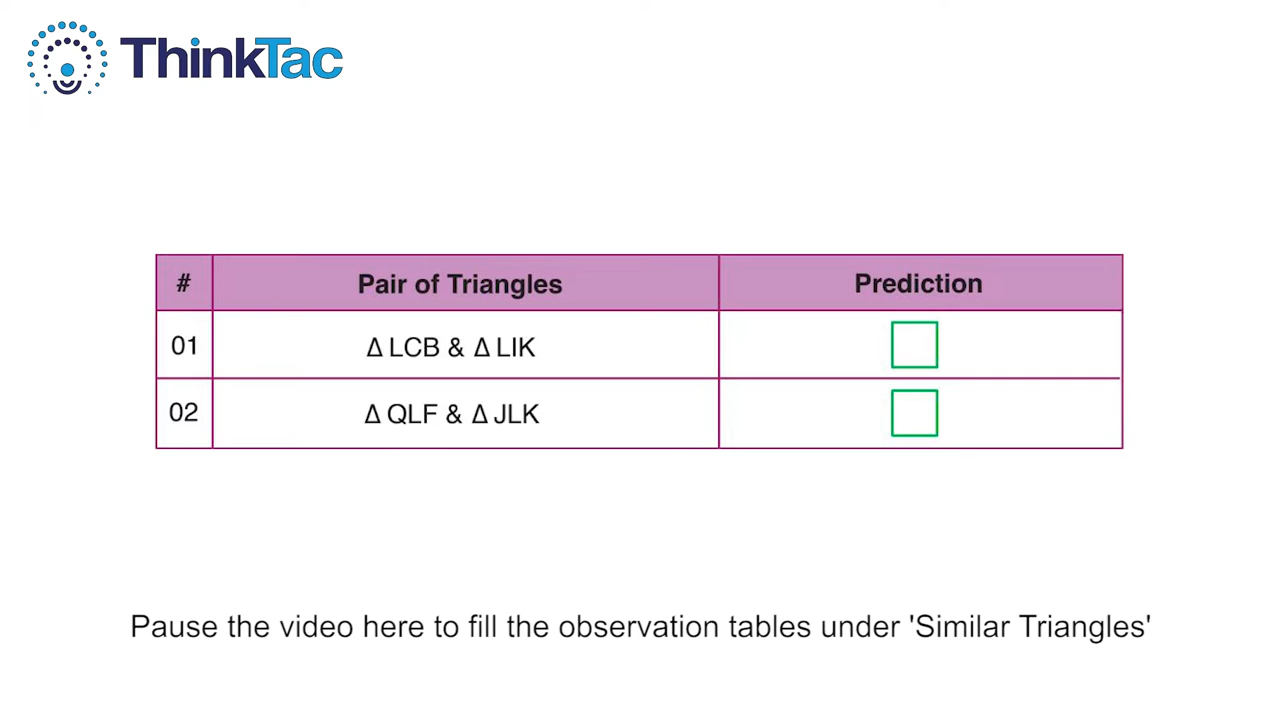 ThinkTac
# Pair of Triangles Prediction
01 Δ LCB & Δ LIK
02 Δ QLF & Δ JLK
Pause the video here to fill the observation tables under 'Similar Triangles'